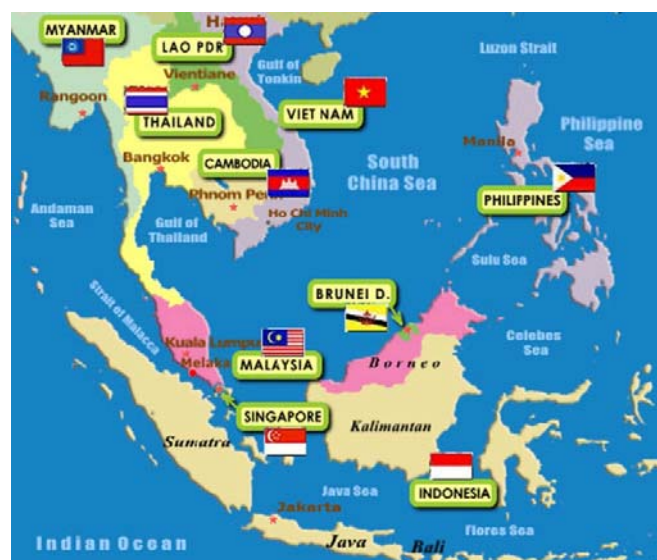 MYANMAR
LAO PDR
Gulf of
Tonkin
Luzon Strait
Vientiane
Rangoon
THAILAND
VIET NAM
Philippine
Sea
Manila
Bangkok
CAMBODIA
South
China Sea
PHILIPPINES
Phnom Penh
Andaman
Sea
Gulf of
Thailand
Ho Chi Minh
City
Sulu Sea
BRUNEI D.
Strait of Malacca
Kuala Lumpur
Melaka
MALAYSIA
Borneo
Celebes
Sea
SINGAPORE
Sumatra
Kalimantan
INDONESIA
Java Sea
Jakarta
Indian Ocean
Java
Bali
Flores Sea